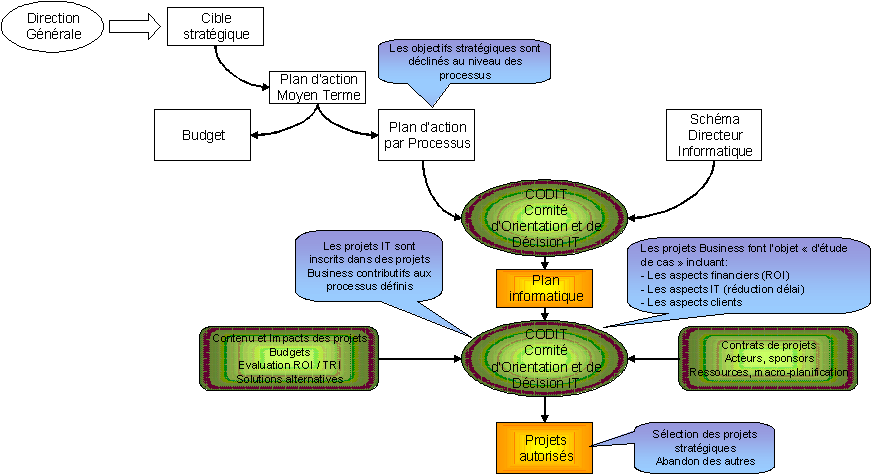 Direction
Générale
Cible
stratégique
Les objectifs stratégiques sont
déclinés au niveau des
processus
Plan d'action
Moyen Terme
Budget
Plan d'action
par Processus
Schéma
Directeur
Informatique
CODIT
Comité
d'Orientation et de
Décision IT
Les projets IT sont
inscrits dans des projets
Business contributifs aux
processus définis
Les projets Business font l'objet « d'étude
de cas » incluant:
- Les aspects financiers (ROI)
- Les aspects IT (réduction délai)
- Les aspects clients
Plan
informatique
Contenu et Impacts des projets
Budgets
Evaluation ROI / TRI
Solutions alternatives
CODIT
Comité
d'Orientation et de
Décision IT
Contrats de projets
Acteurs, sponsors
Ressources, macro-planification
Projets
autorisés
Sélection des projets
stratégiques
Abandon des autres